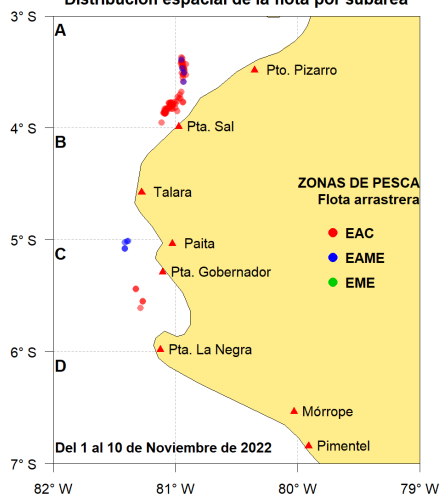 Distribución espacial de la flota por subárea
3° S
A
Pto. Pizarro
4° S
Pta. Sal
B
ZONAS DE PESCA
Talara
Flota arrastrera
EAC
5° S
Paita
C
EAME
Pta. Gobernador
EME
6° S
Pta. La Negra
D
Mórrope
Del 1 al 10 de Noviembre de 2022
Pimentel
7° S
82° W
81° W
80° W
79° W